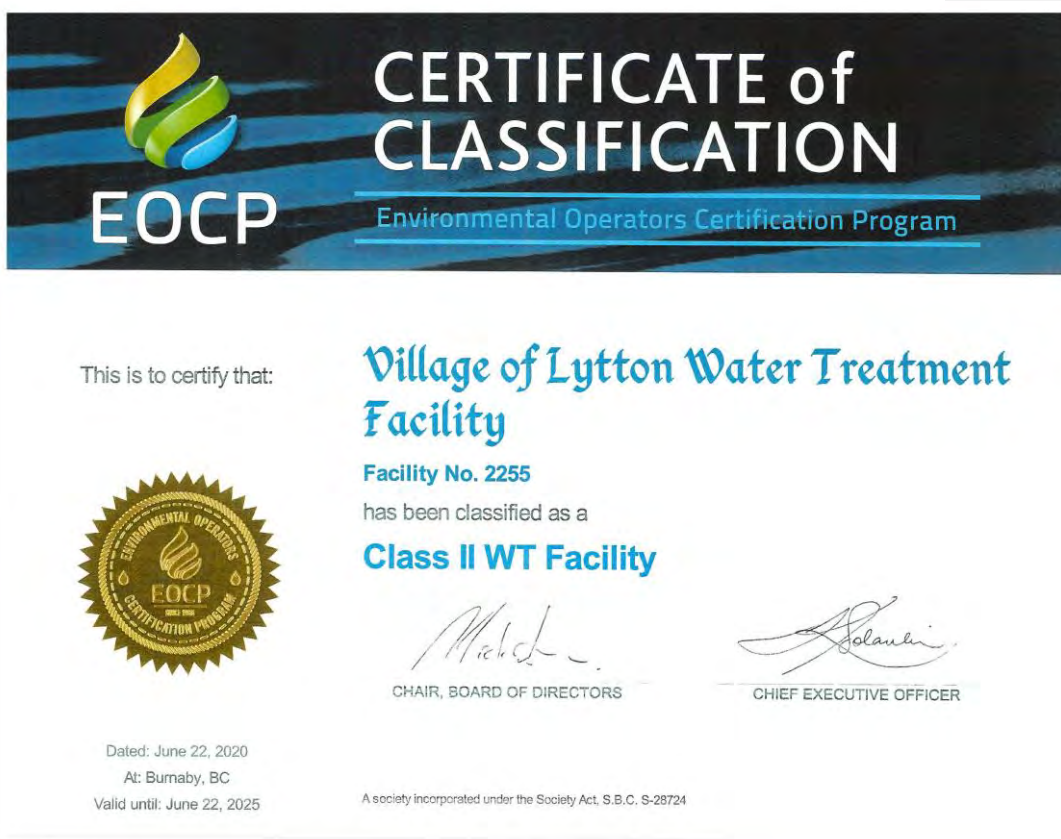 EOCP
CERTIFICATE of
CLASSIFICATION
Environmental Operators Certification Program
This is to certify that:
Village of Lytton Water Treatment
Facility
Facility No. 2255
has been classified as a
Class II WT Facility
ENVIRONMENTAL OPERATORS
EOCP
CERTIFICATION PROGRAM
CHAIR, BOARD OF DIRECTORS
CHIEF EXECUTIVE OFFICER
Dated: June 22, 2020
At: Burnaby, BC
Valid until: June 22, 2025
A society incorporated under the Society Act, S.B.C. S-28724